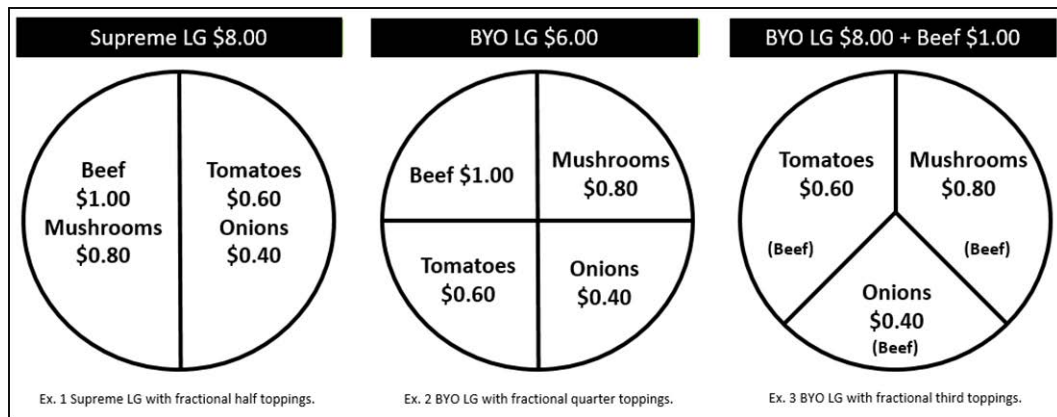 Supreme LG $8.00
Beef
$1.00
Mushrooms
$0.80
Tomatoes
$0.60
Onions
$0.40
Ex. 1 Supreme LG with fractional half toppings.
BYO LG $6.00
Beef $1.00
Mushrooms
$0.80
Tomatoes
$0.60
Onions
$0.40
Ex. 2 BYO LG with fractional quarter toppings.
BYO LG $8.00 + Beef $1.00
Tomatoes
$0.60
(Beef)
Mushrooms
$0.80
(Beef)
Onions
$0.40
(Beef)
Ex. 3 BYO LG with fractional third toppings.